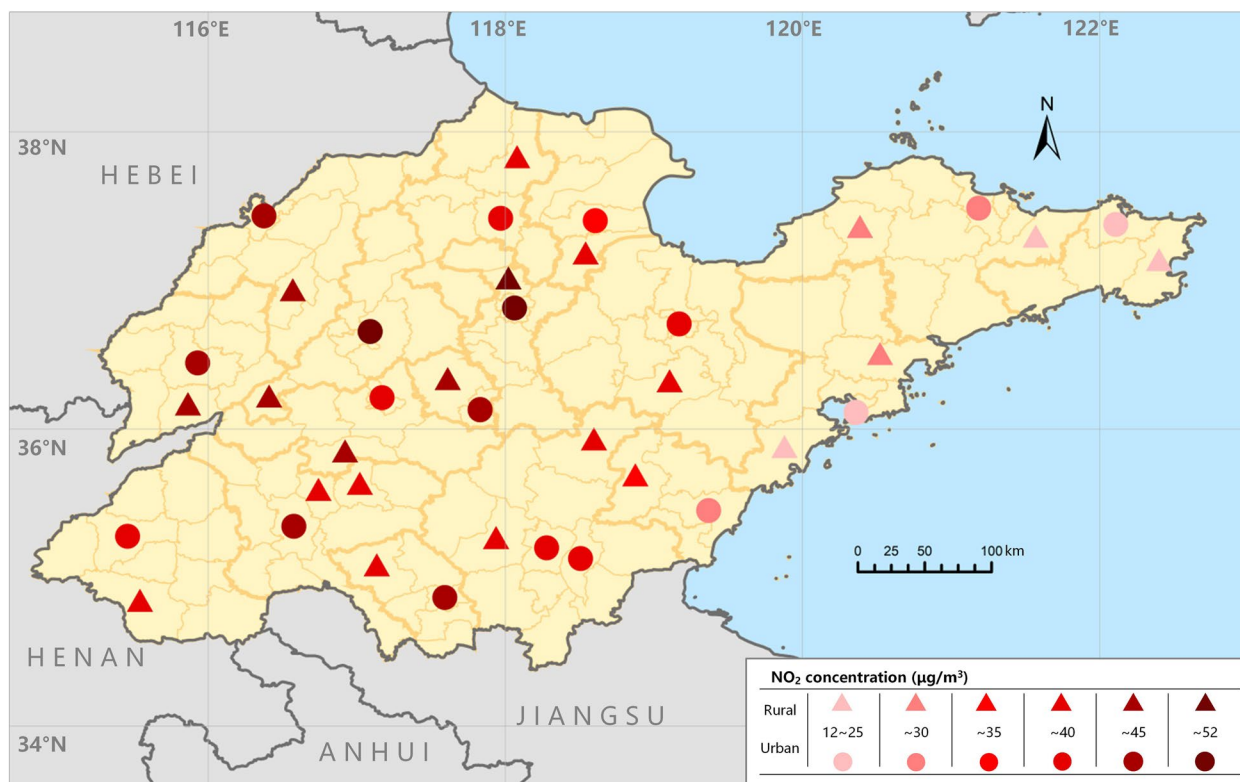 116°E 118°E 120°E 122°E
N
38°N
HEBEI
36°N
0 25 50 100 km
HENAN
JIANGSU
34°N
ANHUI
NO₂ concentration (μg/m³)
Rural
12~25 ~30 ~35 ~40 ~45 ~52
Urban